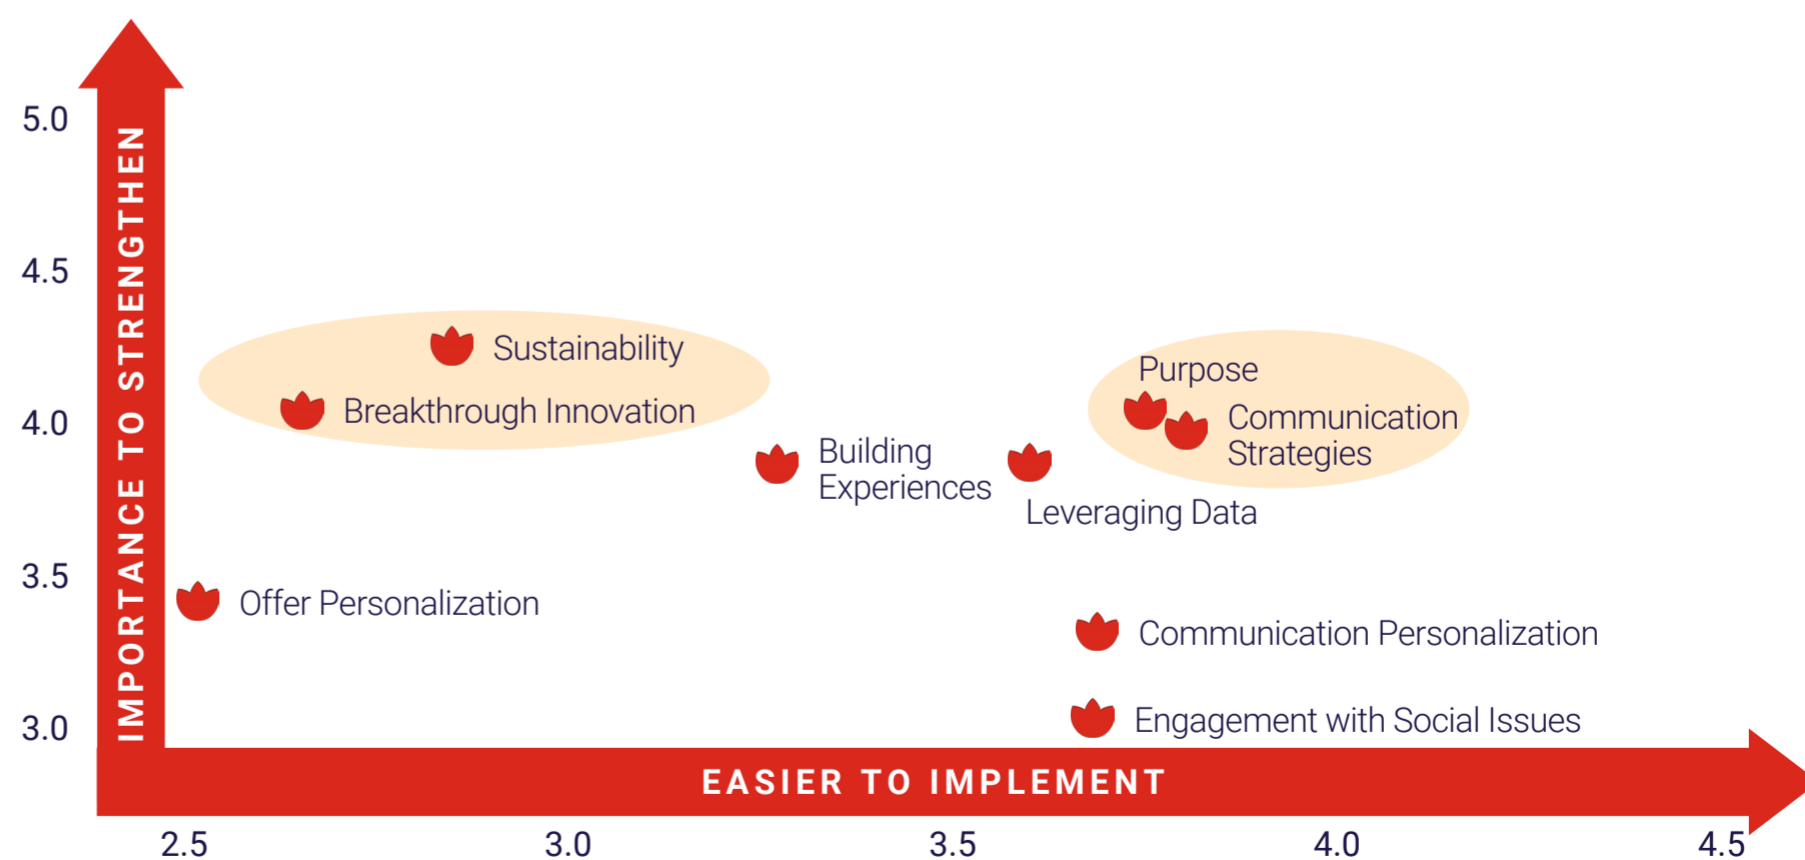 5.0
4.5
4.0
3.5
3.0
IMPORTANCE TO STRENGTHEN
Sustainability
Breakthrough Innovation
Purpose
Communication
Strategies
Building
Experiences
Leveraging Data
Offer Personalization
Communication Personalization
Engagement with Social Issues
EASIER TO IMPLEMENT
2.5
3.0
3.5
4.0
4.5